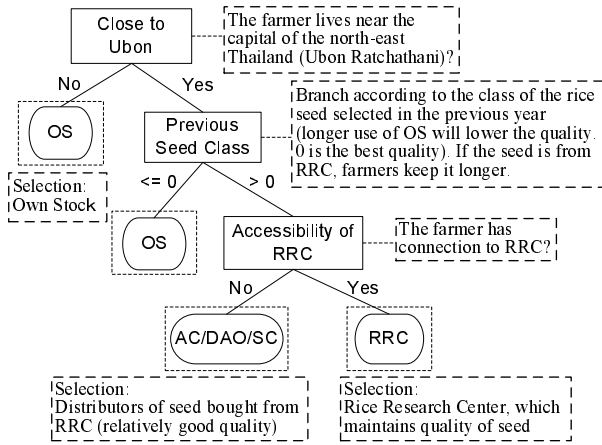 Close to
Ubon
The farmer lives near the
capital of the north-east
Thailand (Ubon Ratchathani)?
No
Yes
OS
Previous
Seed Class
Branch according to the class of the rice
seed selected in the previous year
(longer use of OS will lower the quality.
0 is the best quality). If the seed is from
RRC, farmers keep it longer.
Selection:
Own Stock
<= 0
> 0
OS
Accessibility of
RRC
The farmer has
connection to RRC?
No
Yes
AC/DAO/SC
RRC
Selection:
Distributors of seed bought from
RRC (relatively good quality)
Selection:
Rice Research Center, which
maintains quality of seed